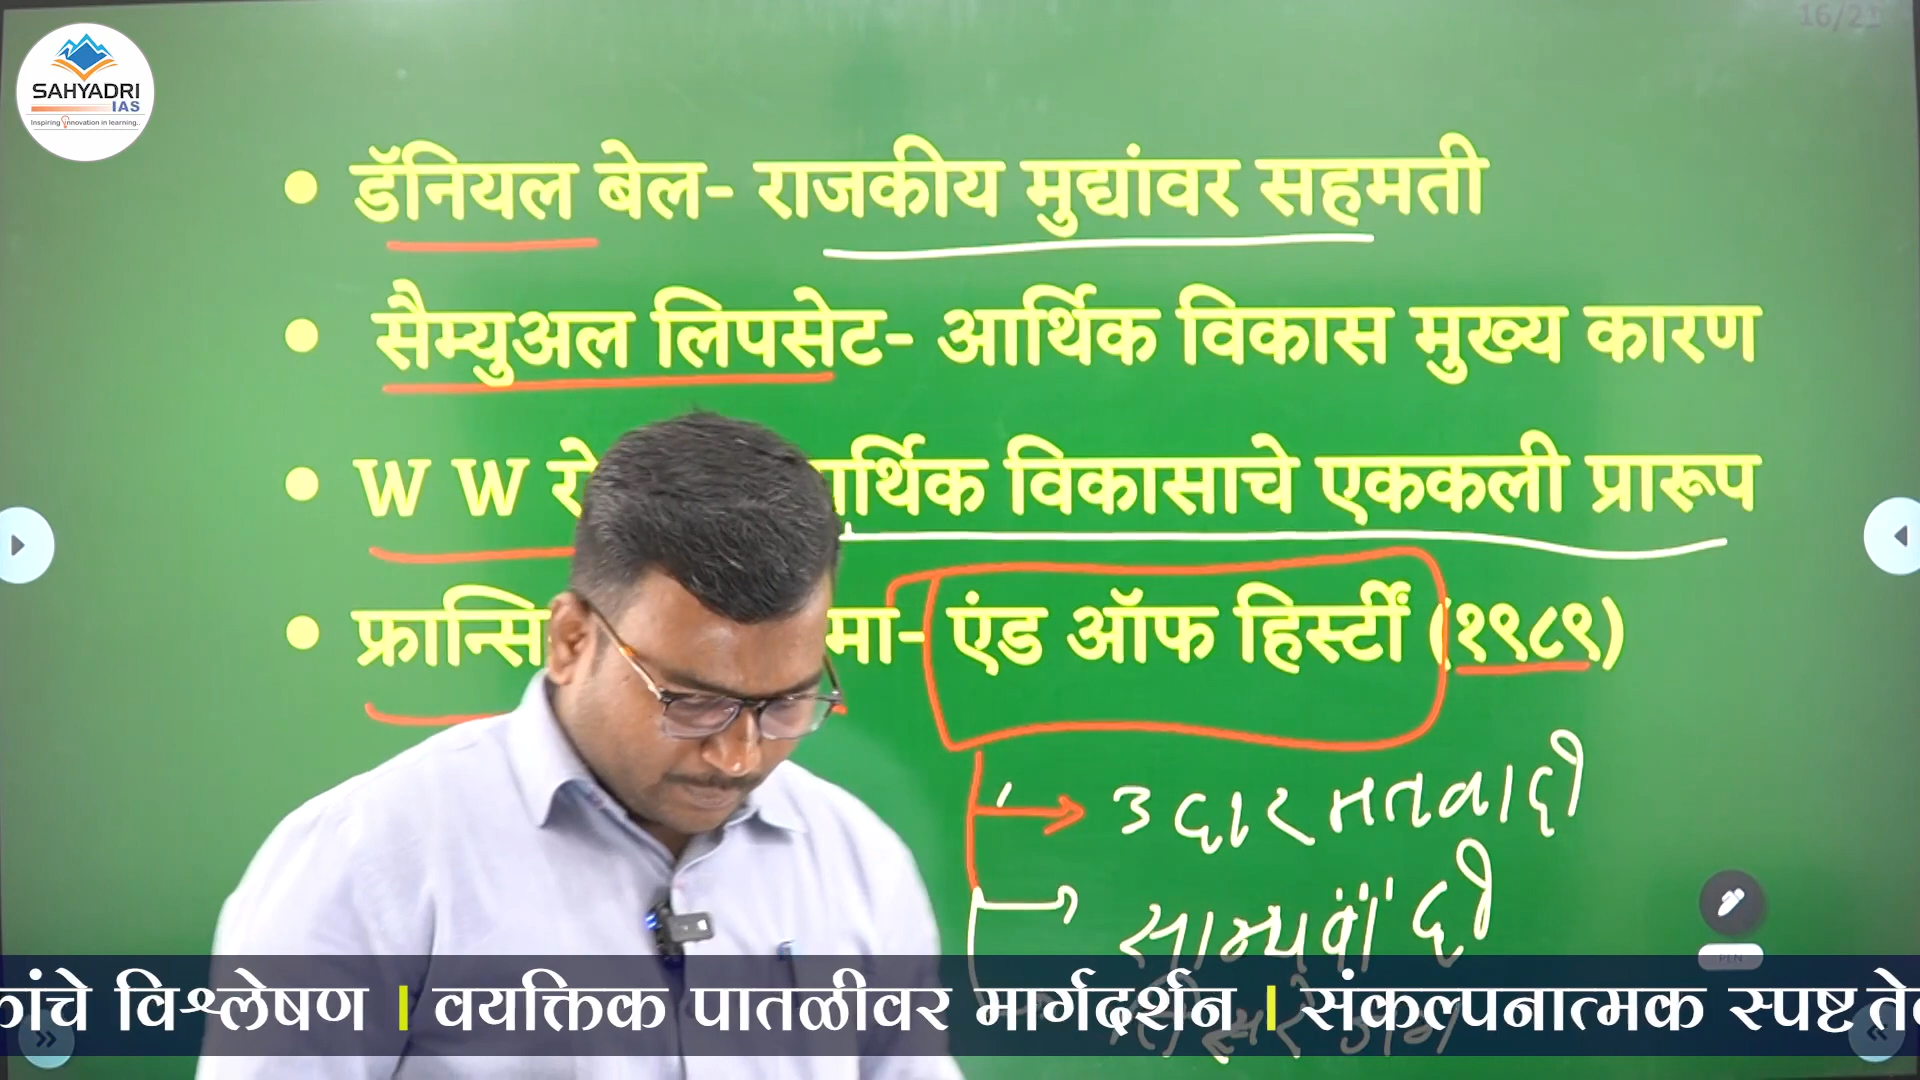 16/21
SAHYADRI
IAS
Inspiring Innovation in learning..
• डॅनियल बेल- राजकीय मुद्यांवर सहमती
• सैम्युअल लिपसेट- आर्थिक विकास मुख्य कारण
• W W र्थिक विकासाचे एककली प्रारूप
• फ्रान्सि मा- एंड ऑफ हिस्टीं (१९८९)
उदारमतवादी
साम्यवादी
PEN
कांचे विश्लेषण | वयक्तिक पातळीवर मार्गदर्शन | संकल्पनात्मक स्पष्टते